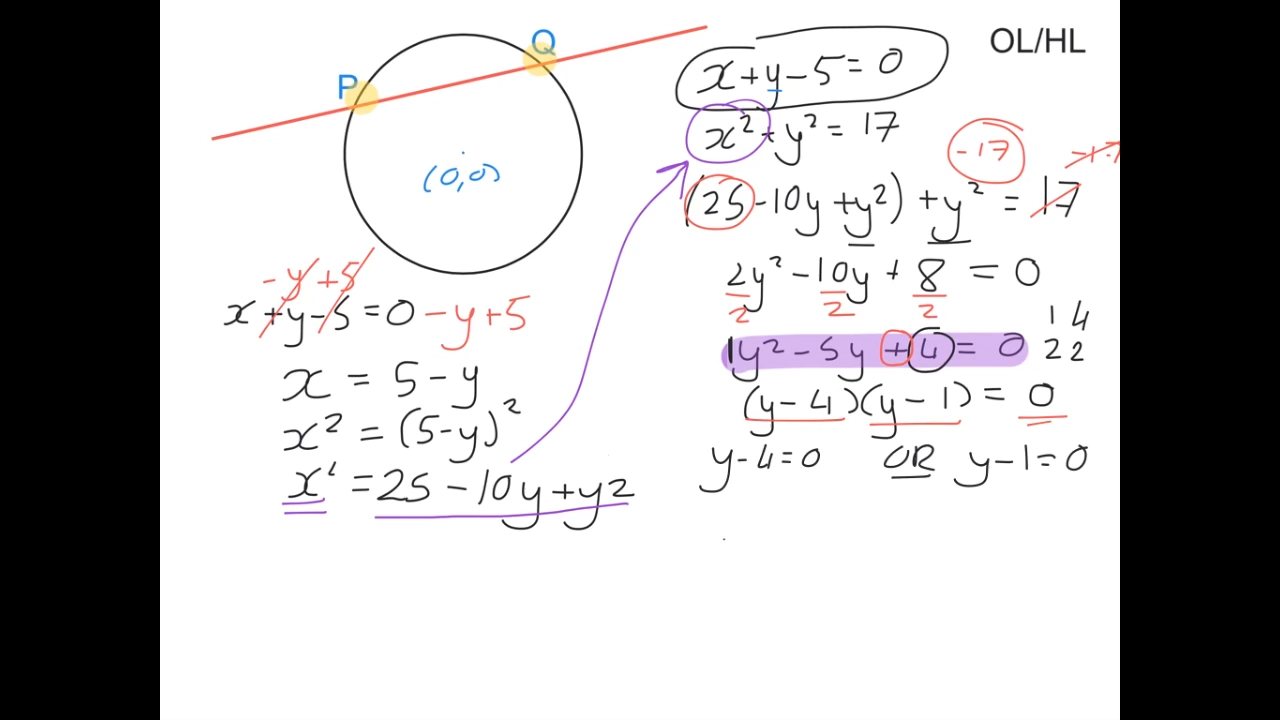 OL/HL
Q
P
(0,0)
x+y-5=0
x²+y²=17
-17
(25-10y+y²)+y²=17
2y²-10y+8=0
2 2 2
1 4
1y²-5y+4=0
2 2
(y-4)(y-1)=0
y-4=0 OR y-1=0
-y+5
x+y-5=0-y+5
x=5-y
x²=(5-y)²
x²=25-10y+y2